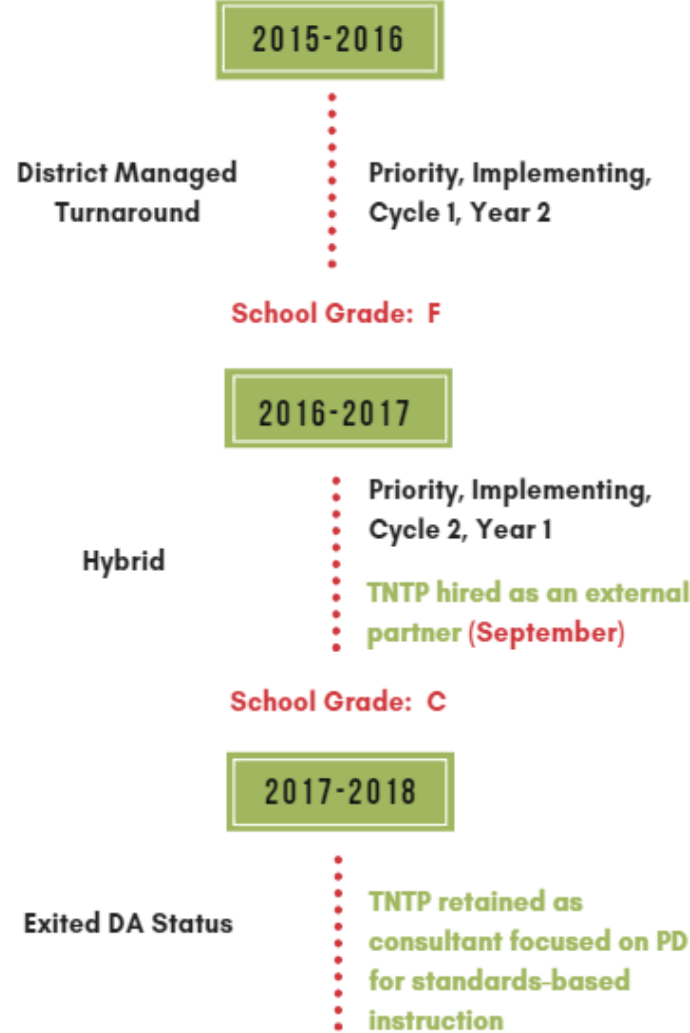 2015-2016
District Managed
Turnaround
Priority, Implementing,
Cycle 1, Year 2
School Grade: F
2016-2017
Hybrid
Priority, Implementing,
Cycle 2, Year 1
TNTP hired as an external
partner (September)
School Grade: C
2017-2018
Exited DA Status
TNTP retained as
consultant focused on PD
for standards-based
instruction